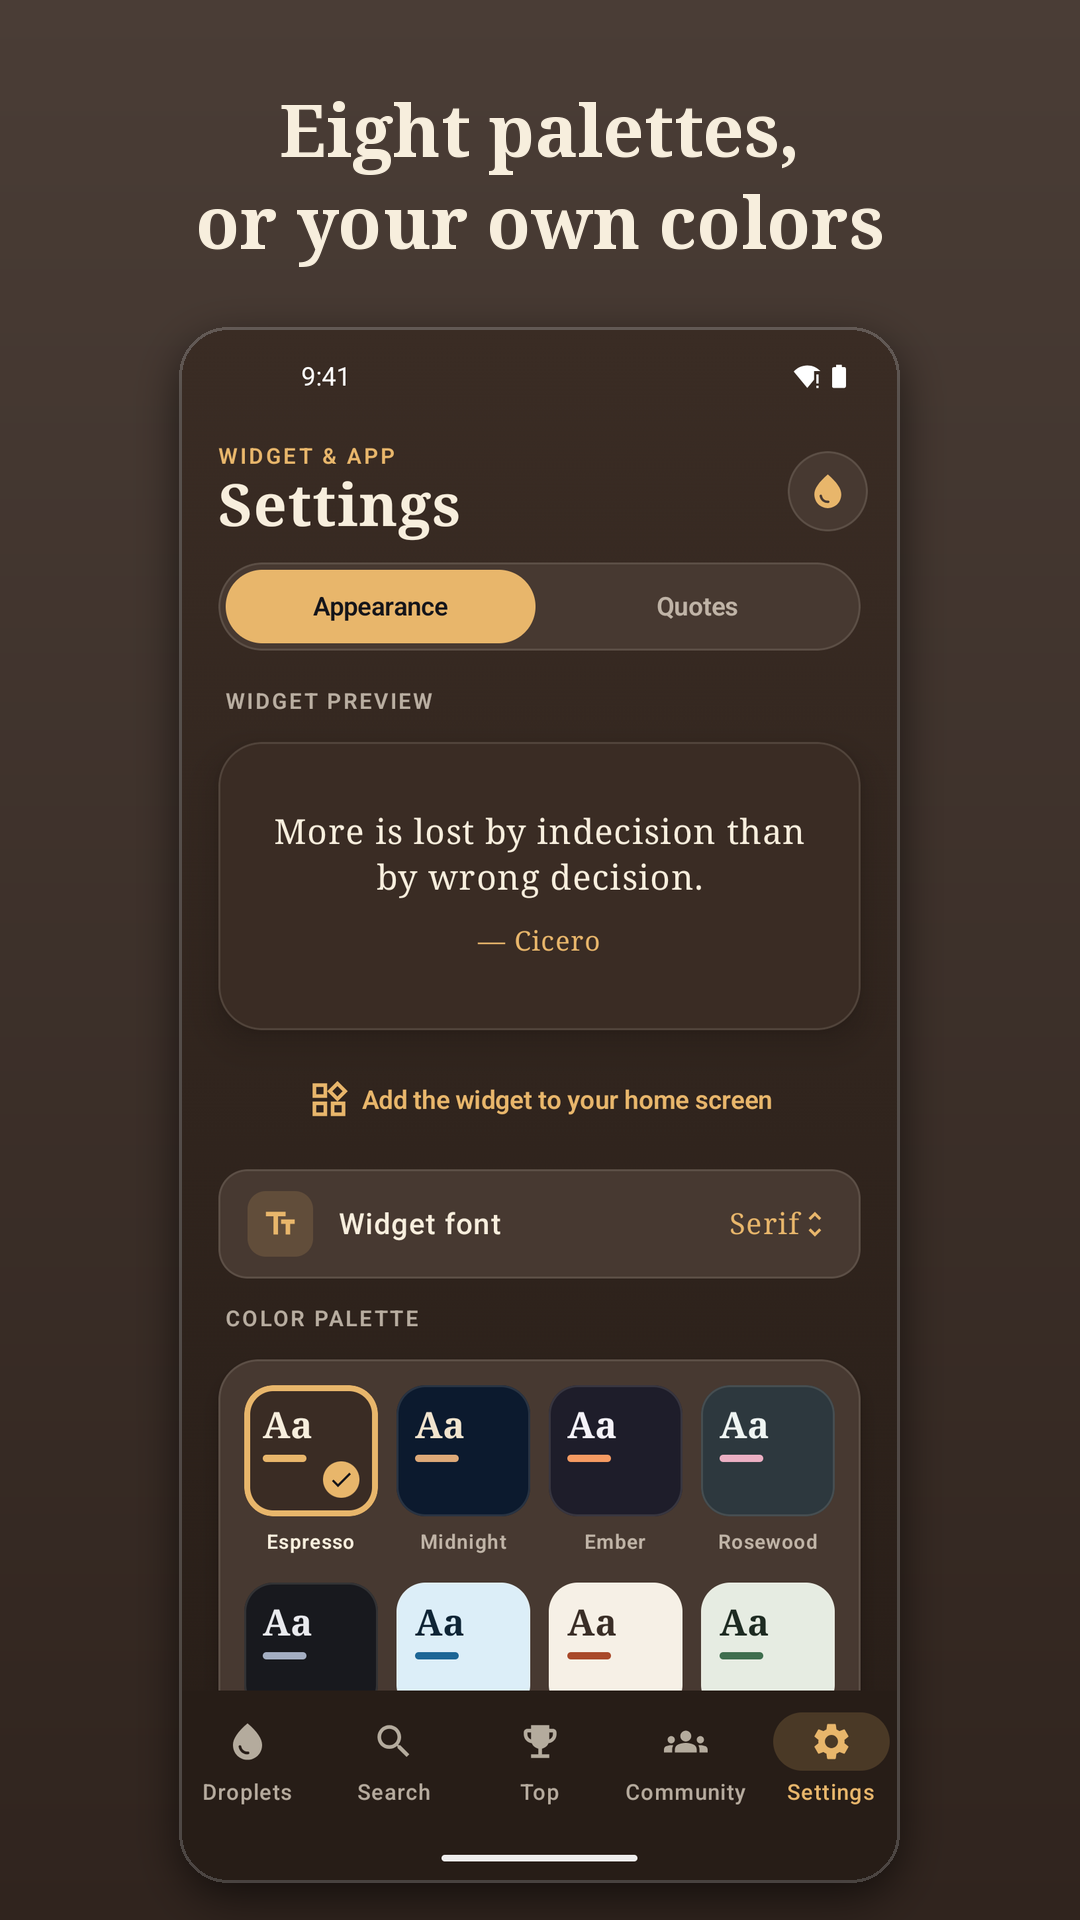 Eight palettes,
or your own colors
9:41
WIDGET & APP
Settings
Appearance
Quotes
WIDGET PREVIEW
More is lost by indecision than
by wrong decision.
— Cicero
Add the widget to your home screen
Widget font
Serif
COLOR PALETTE
Aa
Aa
Aa
Aa
Espresso
Midnight
Ember
Rosewood
Aa
Aa
Aa
Aa
Droplets
Search
Top
Community
Settings